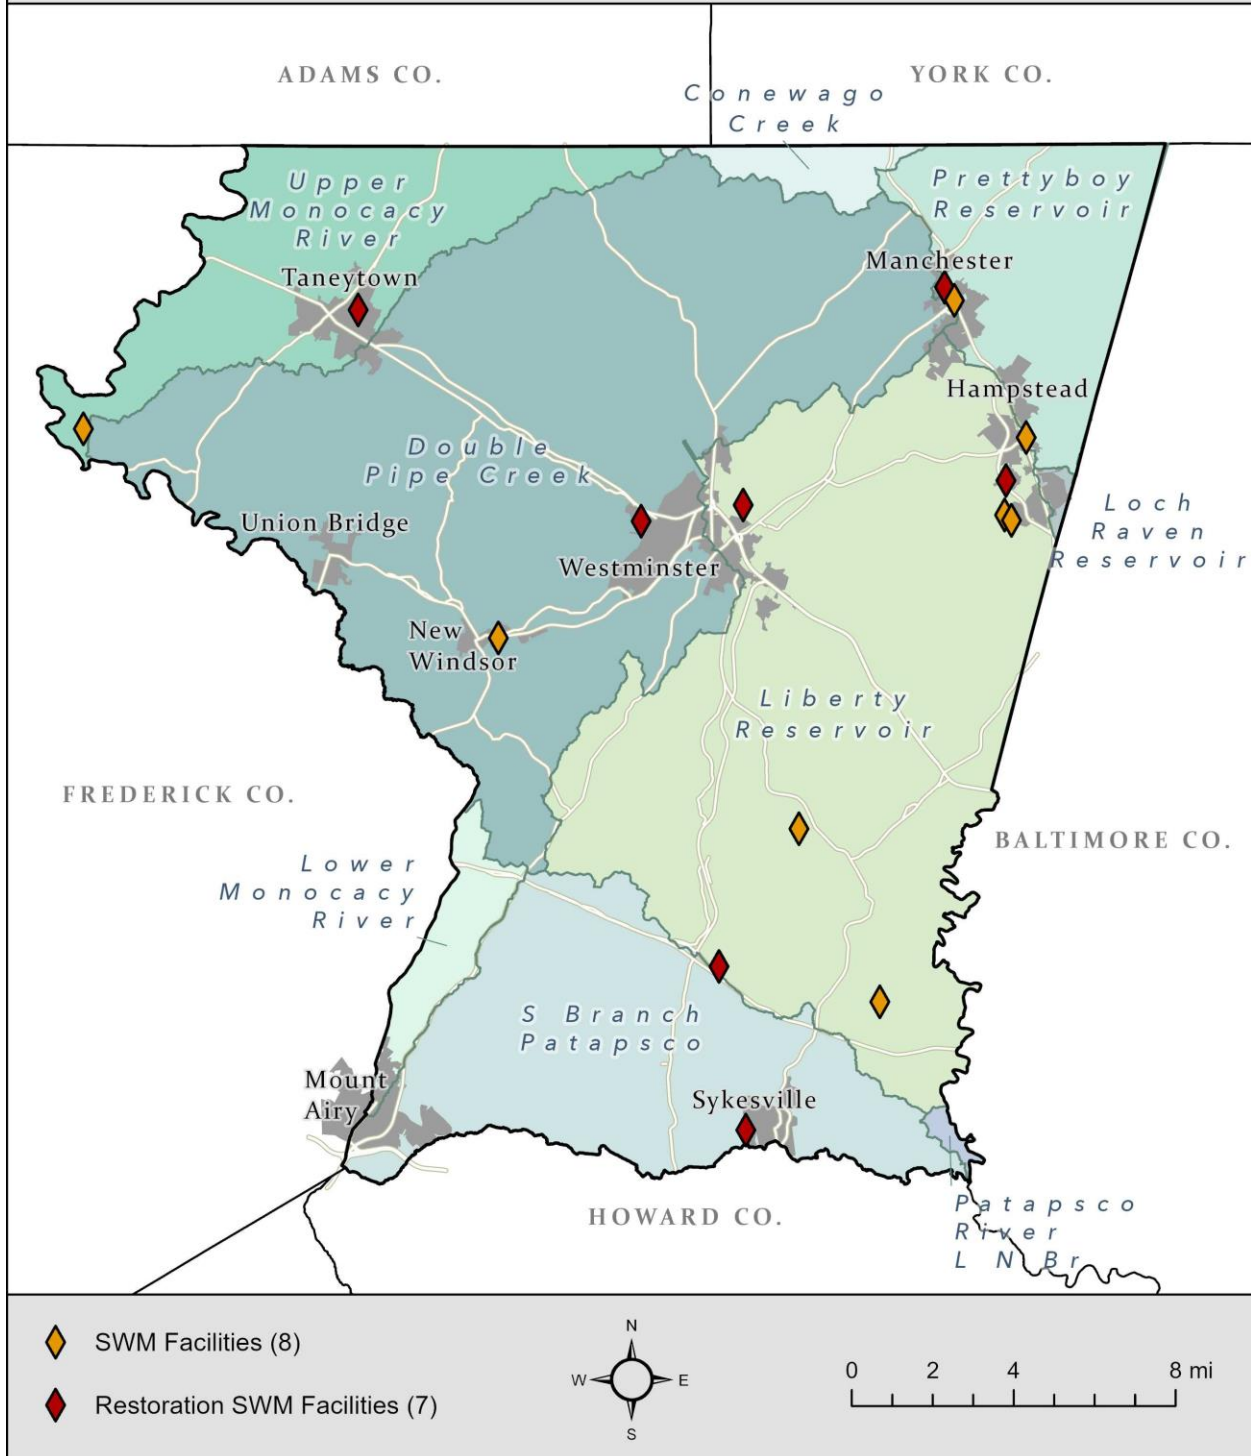 ADAMS CO.
YORK CO.
Conewago
Creek
Upper
Monocacy
River
Prettyboy
Reservoir
Taneytown
Manchester
Hampstead
Double
Pipe Creek
Loch
Raven
Reservoir
Union Bridge
Westminster
New
Windsor
Liberty
Reservoir
FREDERICK CO.
BALTIMORE CO.
Lower
Monocacy
River
S Branch
Patapsco
Mount
Airy
Sykesville
Patapsco
River
L N Br
HOWARD CO.
SWM Facilities (8)
Restoration SWM Facilities (7)
N
W E
S
0 2 4 8 mi